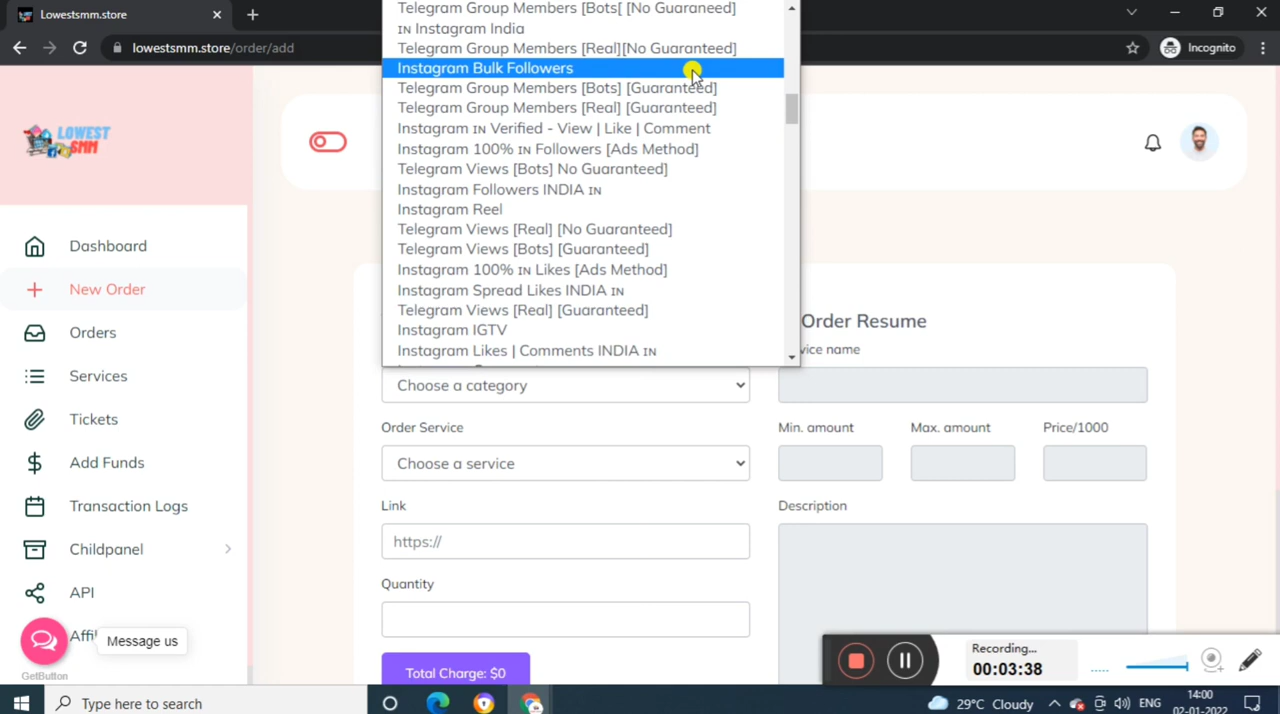 Lowestsmm.store
lowestsmm.store/order/add
Incognito
LOWEST
SMM
Dashboard
New Order
Orders
Services
Tickets
Add Funds
Transaction Logs
Childpanel
API
Message us
GetButton
Telegram Group Members [Bots[ [No Guaraneed]
IN Instagram India
Telegram Group Members [Real][No Guaranteed]
Instagram Bulk Followers
Telegram Group Members [Bots] [Guaranteed]
Telegram Group Members [Real] [Guaranteed]
Instagram IN Verified - View | Like | Comment
Instagram 100% IN Followers [Ads Method]
Telegram Views [Bots] No Guaranteed]
Instagram Followers INDIA IN
Instagram Reel
Telegram Views [Real] [No Guaranteed]
Telegram Views [Bots] [Guaranteed]
Instagram 100% IN Likes [Ads Method]
Instagram Spread Likes INDIA IN
Telegram Views [Real] [Guaranteed]
Instagram IGTV
Instagram Likes | Comments INDIA IN
Choose a category
Order Service
Choose a service
Link
https://
Quantity
Total Charge: $0
Order Resume
vice name
Min. amount
Max. amount
Price/1000
Description
Recording...
00:03:38
Type here to search
29°C Cloudy
ENG
14:00
02-01-2022